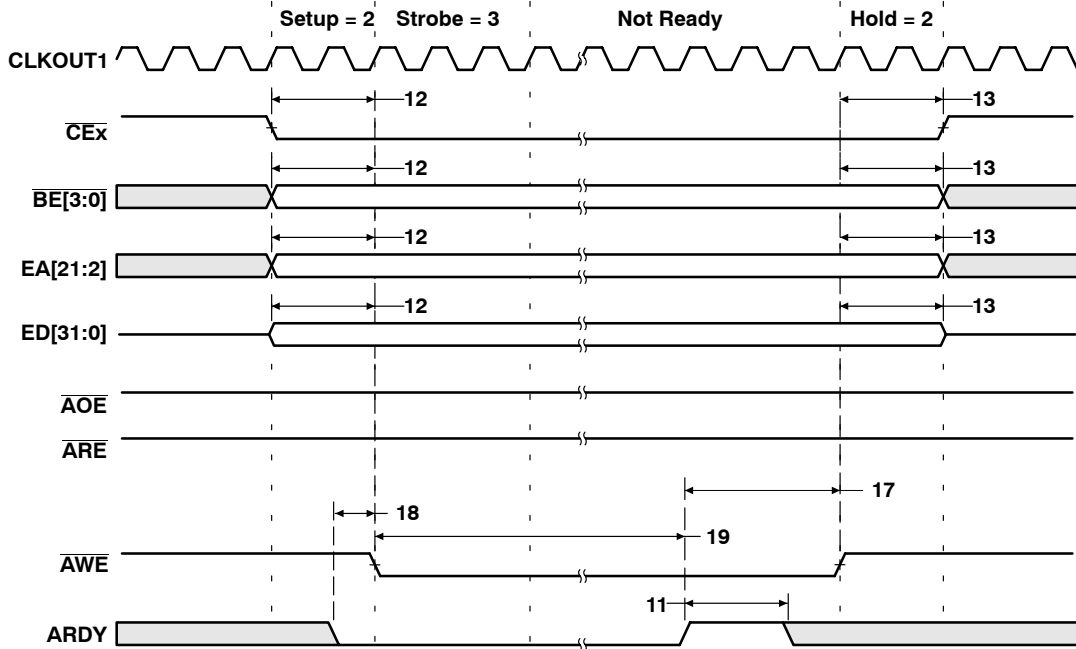 Setup = 2 Strobe = 3 Not Ready Hold = 2
CLKOUT1
12 13
CEx
12 13
BE[3:0]
12 13
EA[21:2]
12 13
ED[31:0]
AOE
ARE
17
18
19
AWE
11
ARDY